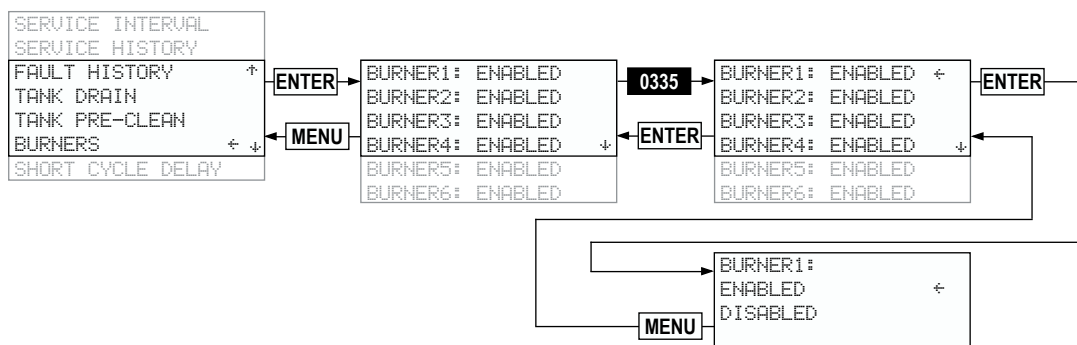 SERVICE INTERVAL
SERVICE HISTORY
FAULT HISTORY ↑
TANK DRAIN
TANK PRE-CLEAN
BURNERS ← ↓
SHORT CYCLE DELAY
ENTER
MENU
BURNER1: ENABLED
BURNER2: ENABLED
BURNER3: ENABLED
BURNER4: ENABLED ↓
BURNER5: ENABLED
BURNER6: ENABLED
0335
ENTER
BURNER1: ENABLED ←
BURNER2: ENABLED
BURNER3: ENABLED
BURNER4: ENABLED ↓
BURNER5: ENABLED
BURNER6: ENABLED
ENTER
BURNER1:
ENABLED ←
DISABLED
MENU